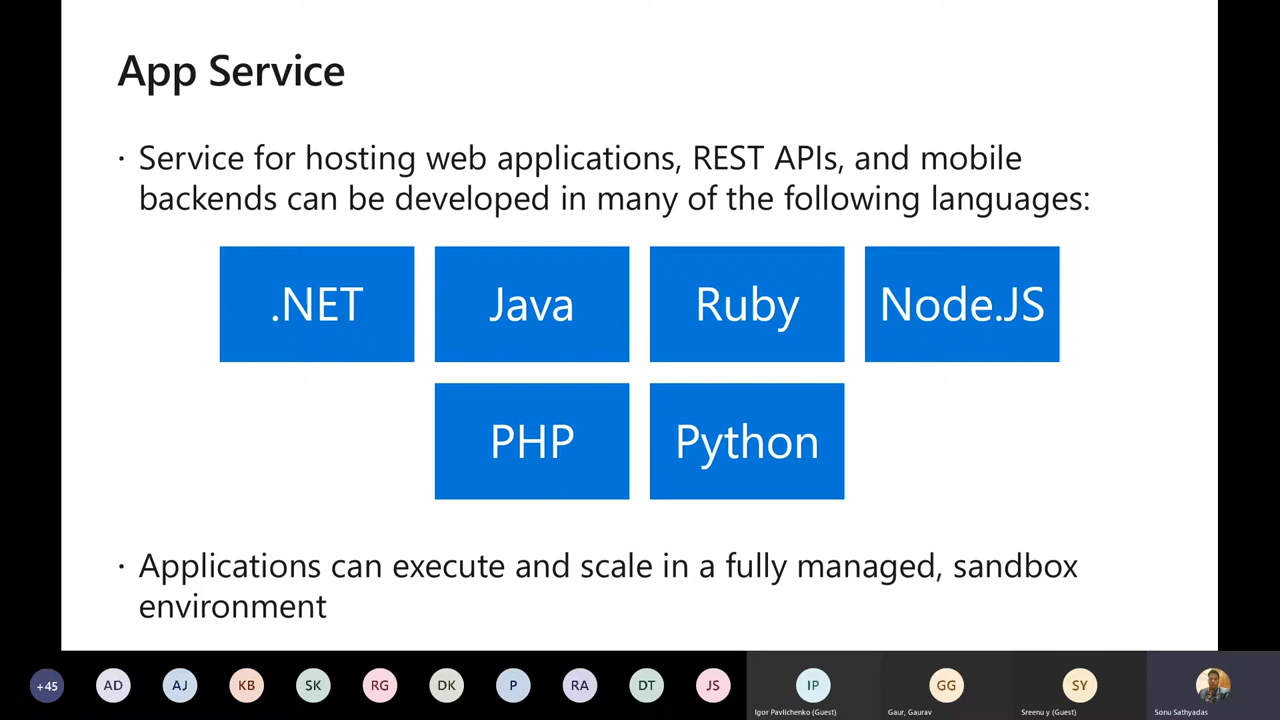 App Service
· Service for hosting web applications, REST APIs, and mobile
backends can be developed in many of the following languages:
.NET
Java
Ruby
Node.JS
PHP
Python
· Applications can execute and scale in a fully managed, sandbox
environment
+45
AD
AJ
KB
SK
RG
DK
P
RA
DT
JS
IP
GG
SY
Igor Pavlichenko (Guest)
Gaur, Gaurav
Sreenu y (Guest)
Sonu Sathyadas